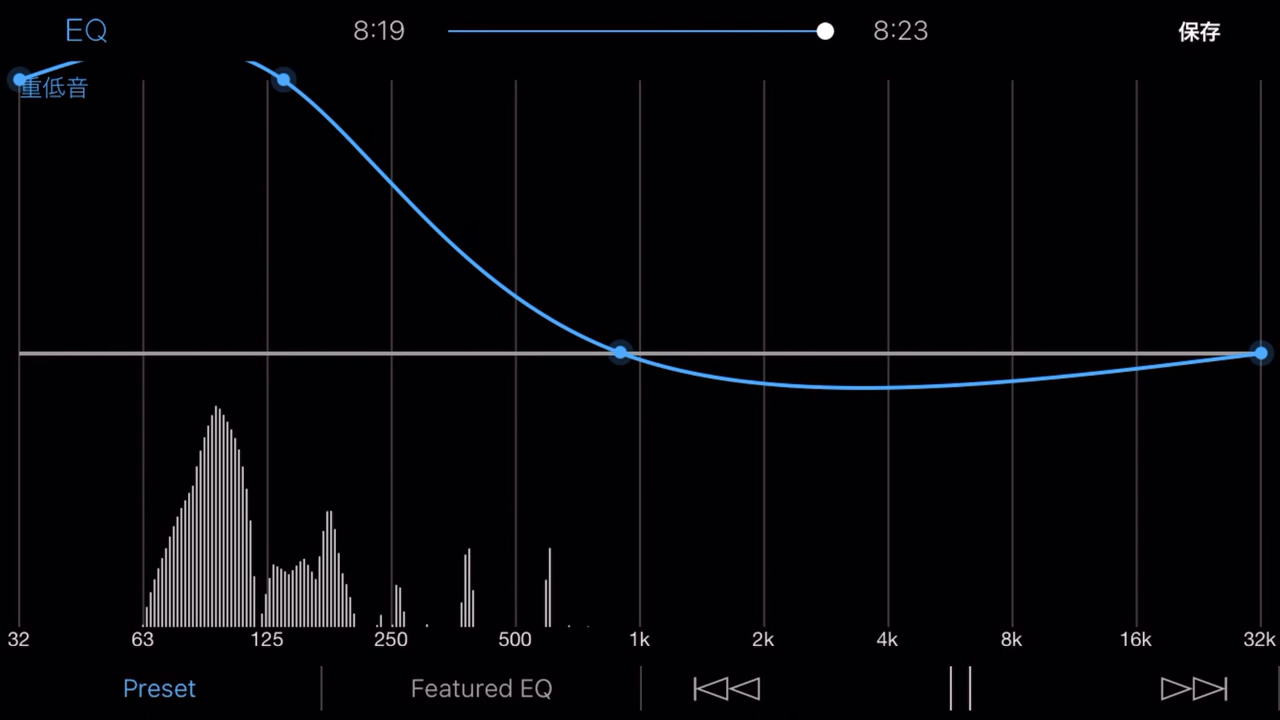 EQ 8:19 8:23 保存
重低音
32 63 125 250 500 1k 2k 4k 8k 16k 32k
Preset Featured EQ